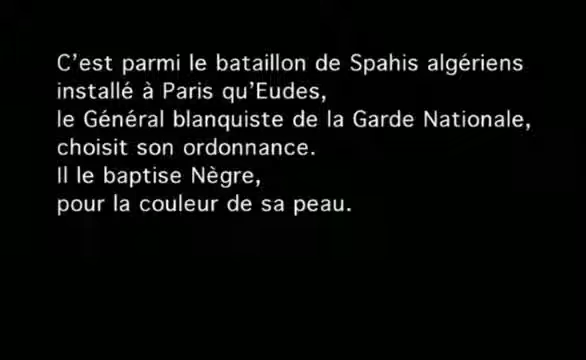 C'est parmi le bataillon de Spahis algériens
installé à Paris qu'Eudes,
le Général blanquiste de la Garde Nationale,
choisit son ordonnance.
Il le baptise Nègre,
pour la couleur de sa peau.